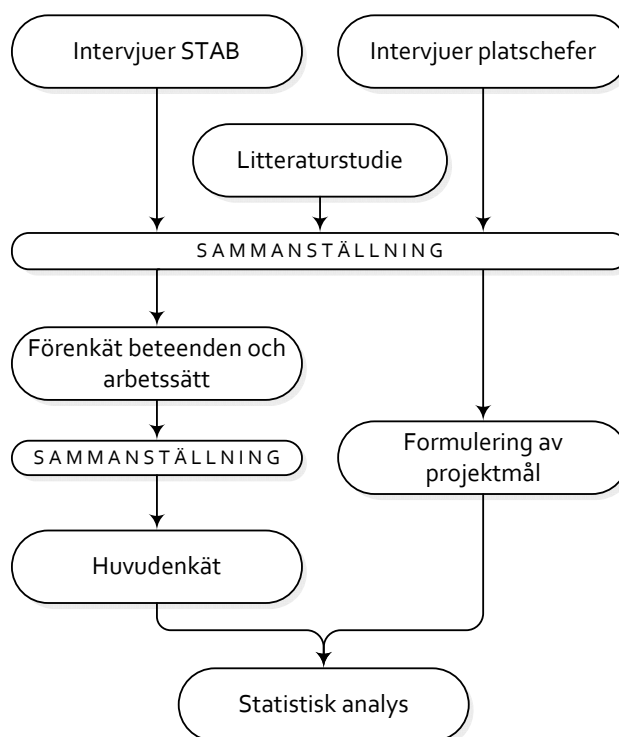 Intervjuer STAB
Intervjuer platschefer
Litteraturstudie
SAMMANSTÄLLNING
Förenkät beteenden och
arbetssätt
Formulering av
projektmål
SAMMANSTÄLLNING
Huvudenkät
Statistisk analys